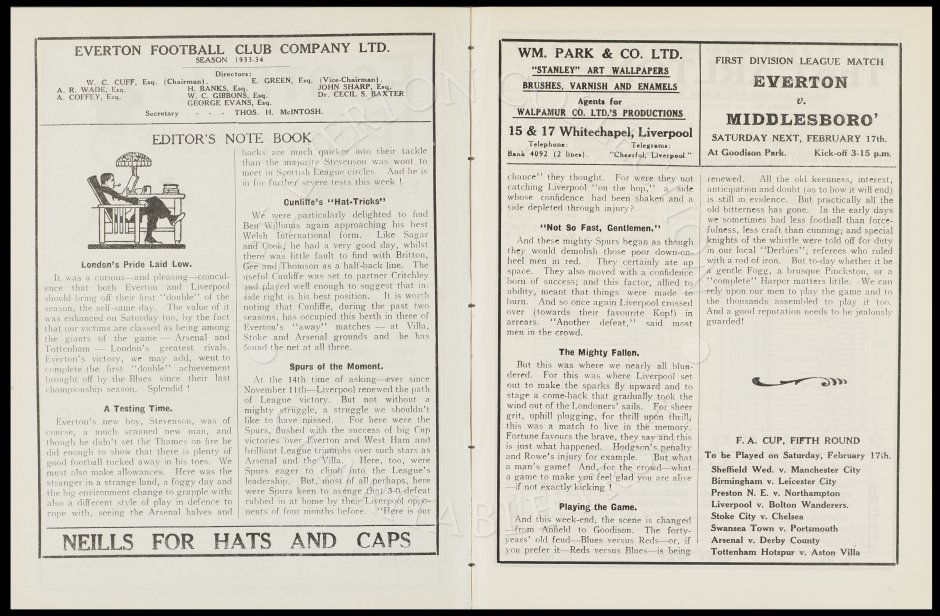 EVERTON FOOTBALL CLUB COMPANY LTD.
SEASON 1933-34
Directors:
W. C. CUFF, Esq. (Chairman). E. GREEN, Esq. (Vice-Chairman).
A. R. WADE, Esq. H. BANKS, Esq. JOHN SHARP, Esq.
A. COFFEY, Esq. W. C. GIBBONS, Esq. Dr. CECIL S. BAXTER
GEORGE EVANS, Esq.
Secretary - - - THOS. H. McINTOSH.
EDITOR'S NOTE BOOK
London's Pride Laid Low.
It was a curious—and pleasing—coincid-
ence that both Everton and Liverpool
should bring off their first "double" of the
season, the self-same day. The value of it
was enhanced on Saturday too, by the fact
that our victims are classed as being among
the giants of the game — Arsenal and
Tottenham — London's greatest rivals.
Everton's victory, we may add, went to
complete the first "double" achievement
brought off by the Blues since their last
championship season. Splendid !
A Testing Time.
Everton's new boy, Stevenson, was of
course, a much scanned new man, and
though he didn't set the Thames on fire he
did enough to show that there is plenty of
good football tucked away in his toes. We
must also make allowances. Here was the
stranger in a strange land, a foggy day and
the big environment change to grapple with;
also a different style of play in defence to
cope with, seeing the Arsenal halves and
backs are much quicker into their tackle
than the majority Stevenson was wont to
meet in Scottish League circles. And he is
in for further severe tests this week !
Cunliffe's "Hat-Tricks"
We were particularly delighted to find
Ben Williams again approaching his best
Welsh International form. Like Sagar
and Cook, he had a very good day, whilst
there was little fault to find with Britton,
Gee and Thomson as a half-back line. The
useful Cunliffe was set to partner Critchley
and played well enough to suggest that in-
side right is his best position. It is worth
noting that Cunliffe, during the past two
seasons, has occupied this berth in three of
Everton's "away" matches — at Villa,
Stoke and Arsenal grounds and he has
found the net at all three.
Spurs of the Moment.
At the 14th time of asking—ever since
November 11th—Liverpool renewed the path
of League victory. But not without a
mighty struggle, a struggle we shouldn't
like to have missed. For here were the
Spurs, flushed with the success of big Cup
victories over Everton and West Ham and
brilliant League triumphs over such stars as
Arsenal and the Villa. Here, too, were
Spurs eager to climb into the League's
leadership. But, most of all perhaps, here
were Spurs keen to avenge that 3-0 defeat
rubbed in at home by their Liverpool oppo-
nents of four months before. "Here is our
NEILLS FOR HATS AND CAPS
WM. PARK & CO. LTD.
"STANLEY" ART WALLPAPERS
BRUSHES, VARNISH AND ENAMELS
Agents for
WALPAMUR CO. LTD.'S PRODUCTIONS
15 & 17 Whitechapel, Liverpool
Telephone: Telegrams:
Bank 4092 (2 lines). "Cheerful, Liverpool"
FIRST DIVISION LEAGUE MATCH
EVERTON
v.
MIDDLESBORO'
SATURDAY NEXT, FEBRUARY 17th.
At Goodison Park. Kick-off 3-15 p.m.
chance" they thought. For were they not
catching Liverpool "on the hop," a side
whose confidence had been shaken and a
side depleted through injury?
"Not So Fast, Gentlemen."
And these mighty Spurs began as though
they would demolish those poor down-on-
heel men in red. They certainly ate up
space. They also moved with a confidence
born of success; and this factor, allied to
ability, meant that things were made to
burn. And so once again Liverpool crossed
over (towards their favourite Kop!) in
arrears. "Another defeat," said most
men in the crowd.
The Mighty Fallen.
But this was where we nearly all blun-
dered. For this was where Liverpool set
out to make the sparks fly upward and to
stage a come-back that gradually took the
wind out of the Londoners' sails. For sheer
grit, uphill plugging, for thrill upon thrill,
this was a match to live in the memory.
Fortune favours the brave, they say and this
is just what happened. Hodgson's penalty
and Rowe's injury for example. But what
a man's game! And, for the crowd—what
a game to make you feel glad you are alive
—if not exactly kicking !
Playing the Game.
And this week-end, the scene is changed
—from Anfield to Goodison. The forty-
years' old feud—Blues versus Reds—or, if
you prefer it—Reds versus Blues—is being
renewed. All the old keenness, interest,
anticipation and doubt (as to how it will end)
is still in evidence. But practically all the
old bitterness has gone. In the early days
we sometimes had less football than force-
fulness, less craft than cunning; and special
knights of the whistle were told off for duty
in our local "Derbies"; referees who ruled
with a rod of iron. But to-day whether it be
a gentle Fogg, a brusque Pinckston, or a
"complete" Harper matters little. We can
rely upon our men to play the game and to
the thousands assembled to play it too.
And a good reputation needs to be jealously
guarded!
F. A. CUP, FIFTH ROUND
To be Played on Saturday, February 17th.
Sheffield Wed. v. Manchester City
Birmingham v. Leicester City
Preston N. E. v. Northampton
Liverpool v. Bolton Wanderers.
Stoke City v. Chelsea
Swansea Town v. Portsmouth
Arsenal v. Derby County
Tottenham Hotspur v. Aston Villa